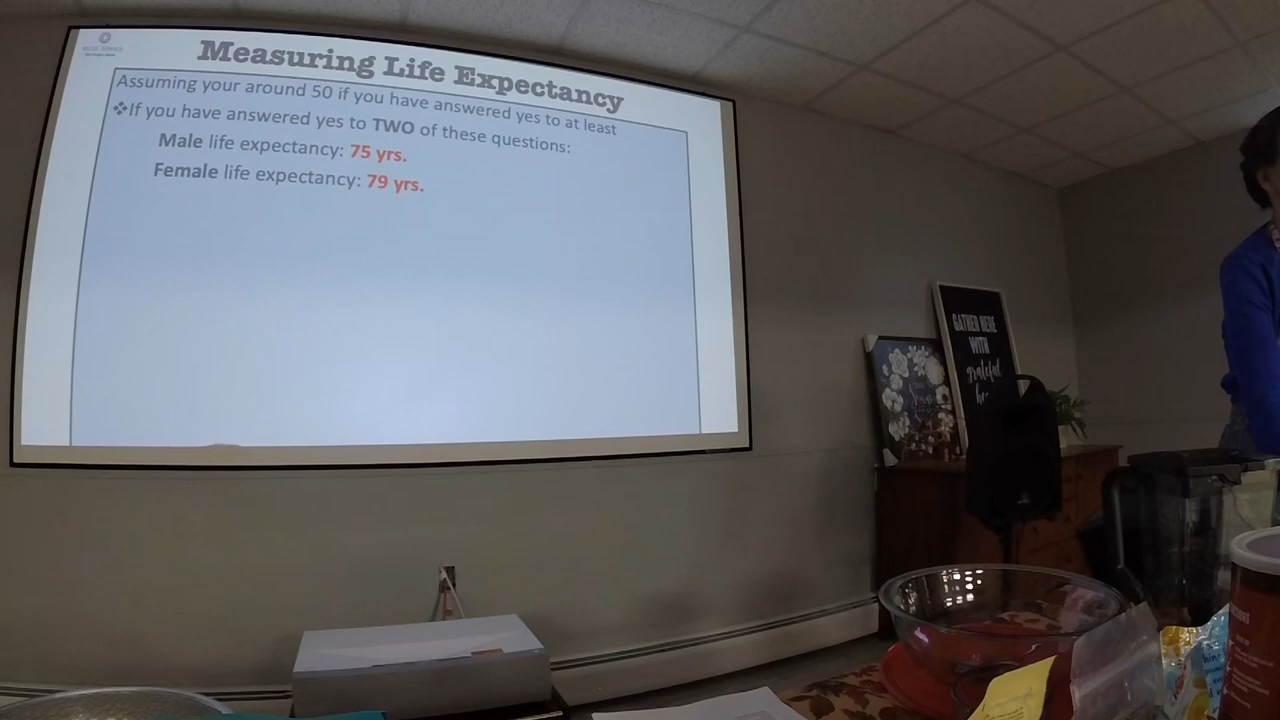 Measuring Life Expectancy
Assuming your around 50 if you have answered yes to at least
❖If you have answered yes to TWO of these questions:
Male life expectancy: 75 yrs.
Female life expectancy: 79 yrs.
GATHER HERE
WITH
grateful